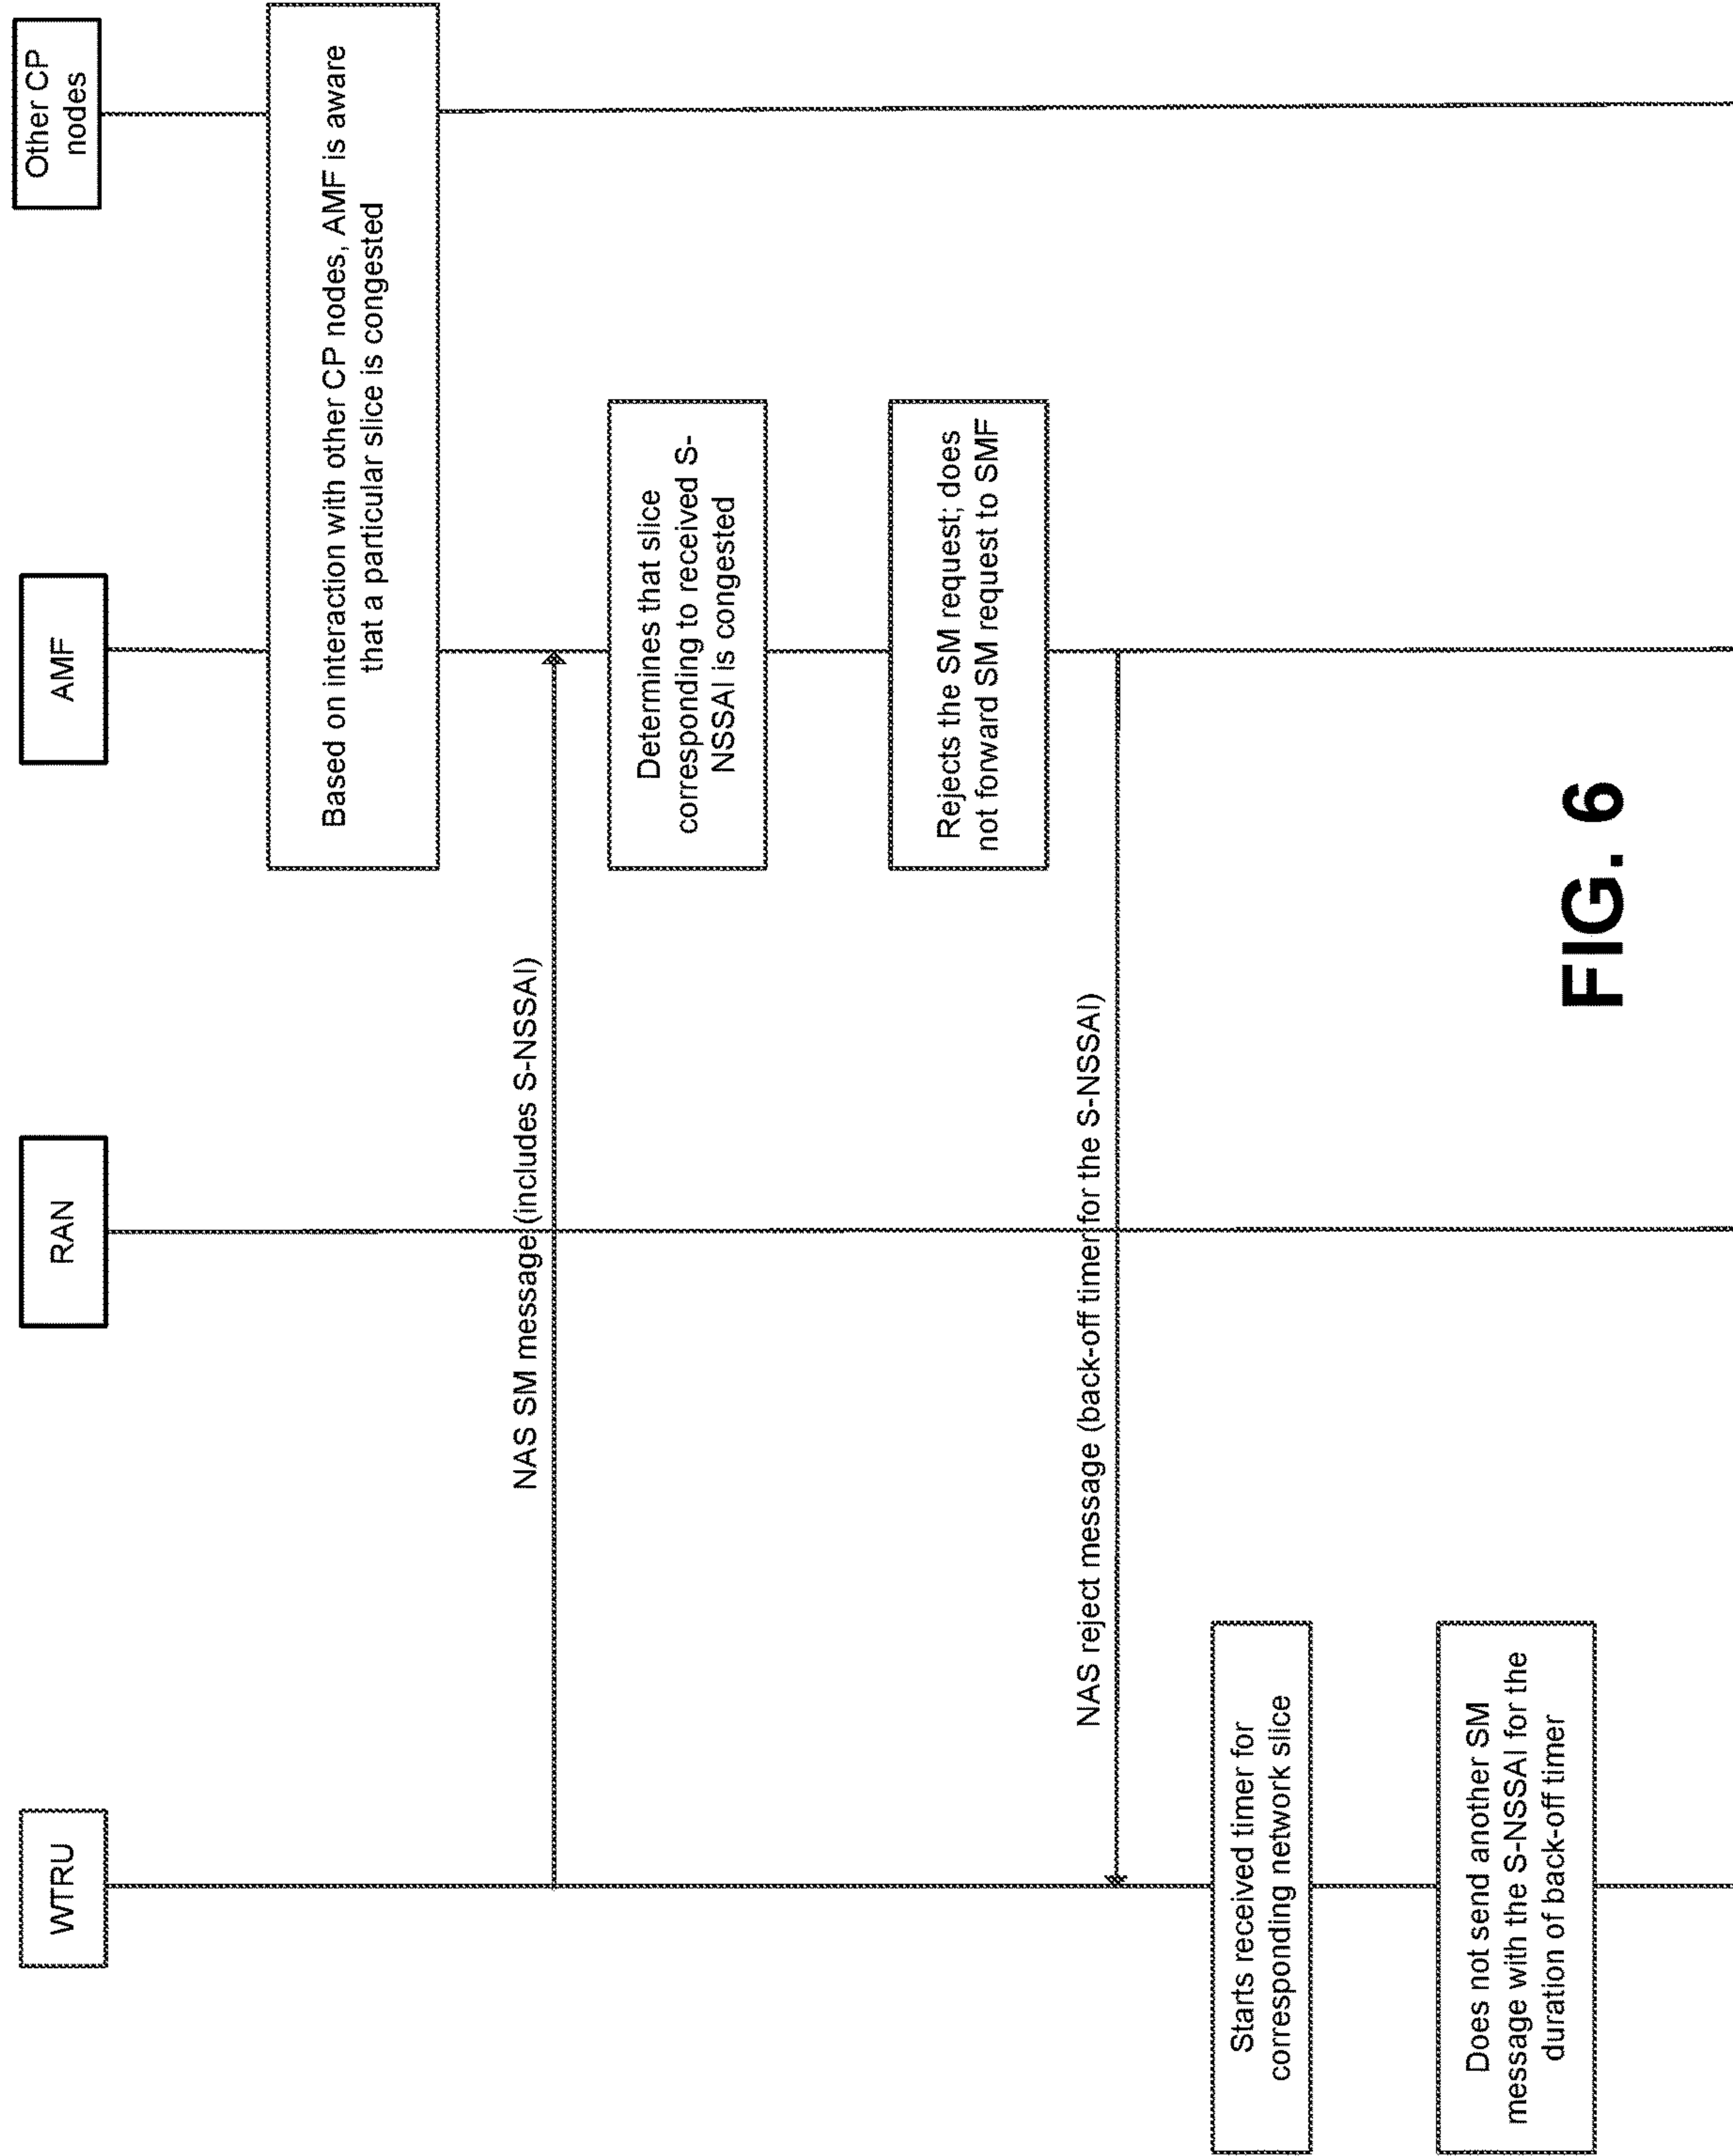 WTRU
RAN
AMF
Other CP
nodes
Based on interaction with other CP nodes, AMF is aware
that a particular slice is congested
NAS SM message (includes S-NSSAI)
Determines that slice
corresponding to received S-
NSSAI is congested
Rejects the SM request; does
not forward SM request to SMF
NAS reject message (back-off timer for the S-NSSAI)
Starts received timer for
corresponding network slice
Does not send another SM
message with the S-NSSAI for the
duration of back-off timer
FIG. 6